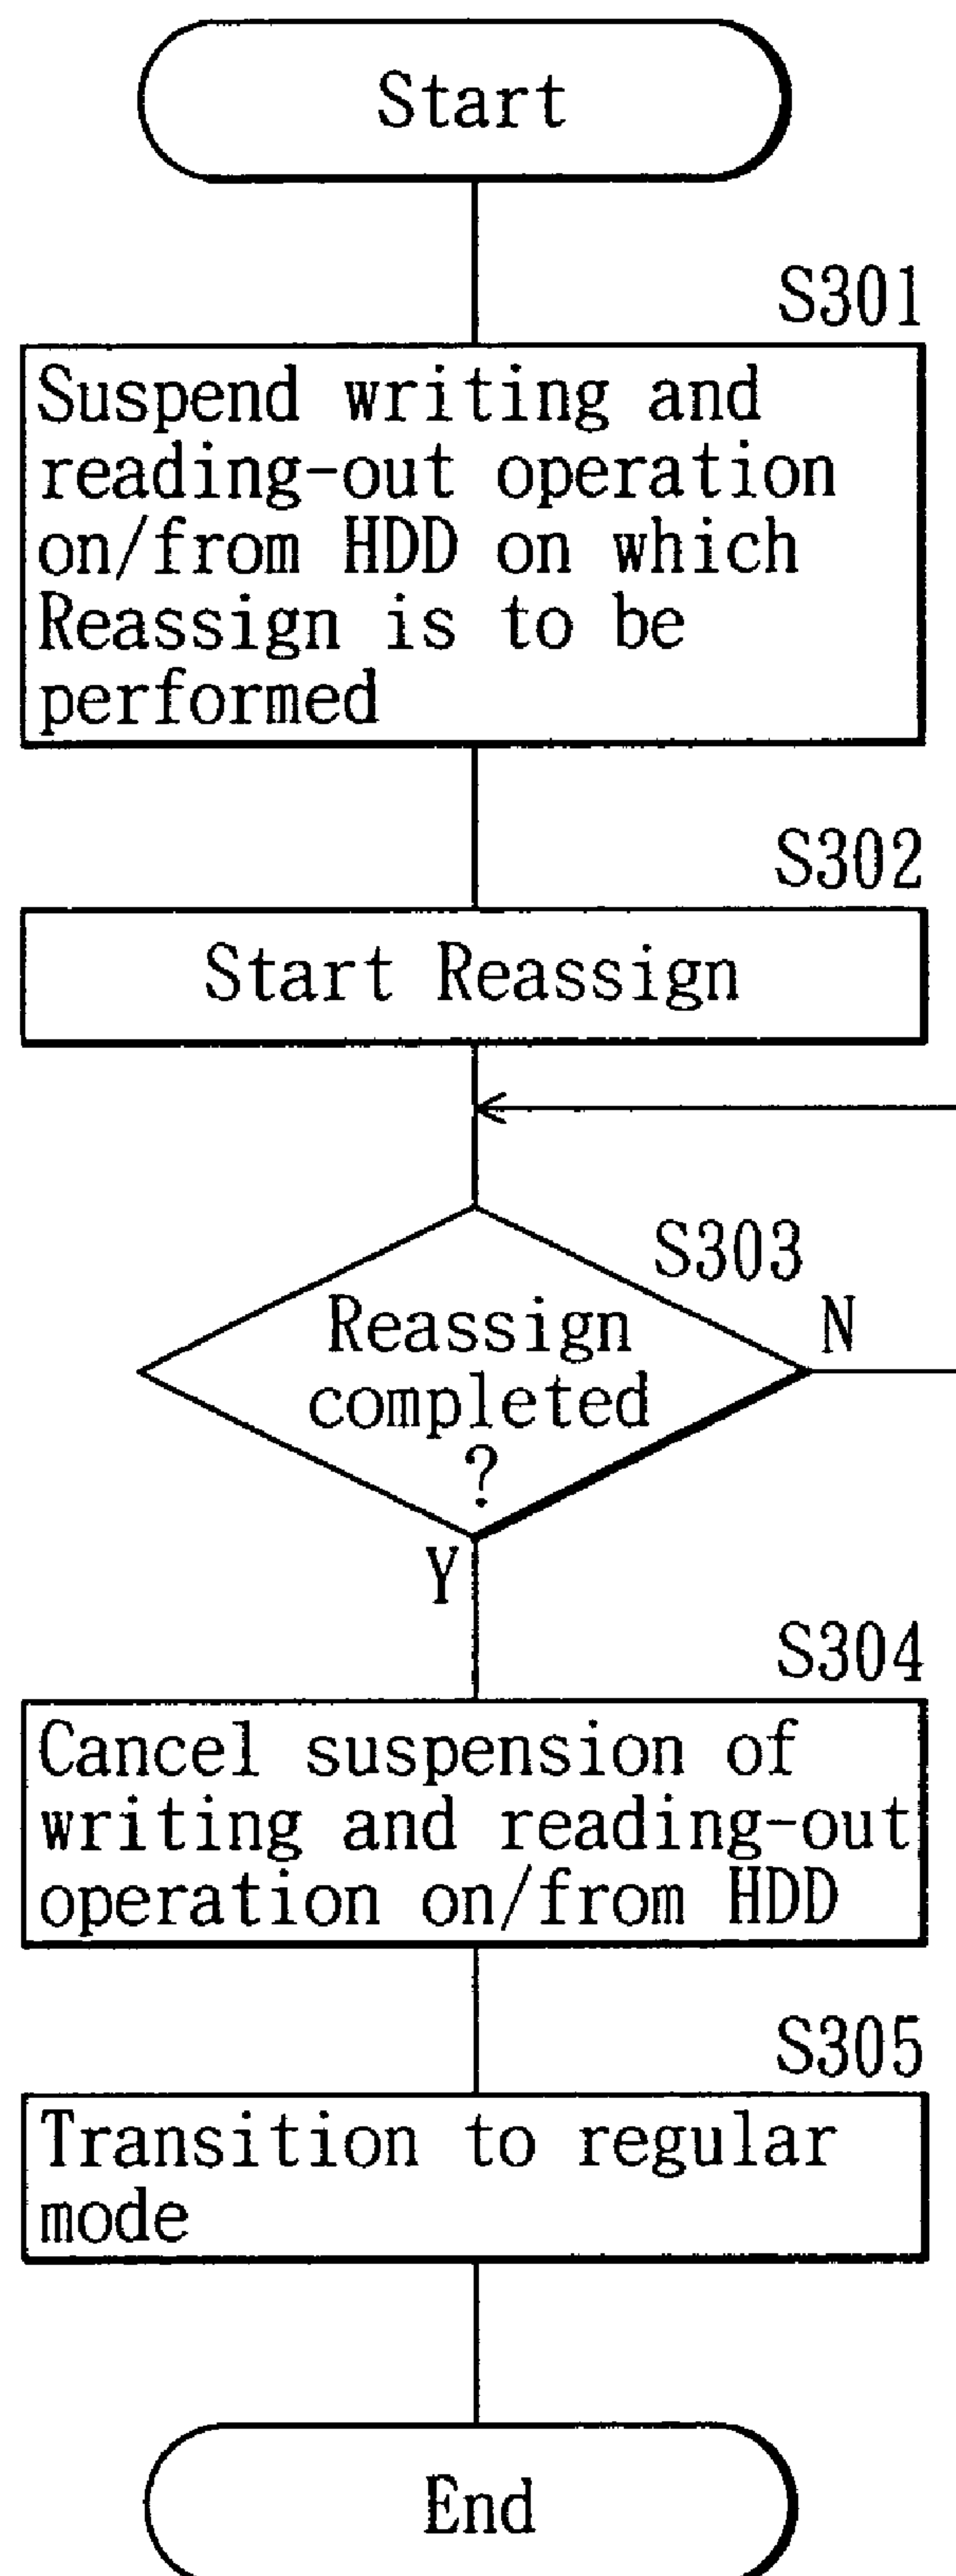 Start
S301
Suspend writing and
reading-out operation
on/from HDD on which
Reassign is to be
performed
S302
Start Reassign
S303
Reassign
completed
?
N
Y
S304
Cancel suspension of
writing and reading-out
operation on/from HDD
S305
Transition to regular
mode
End